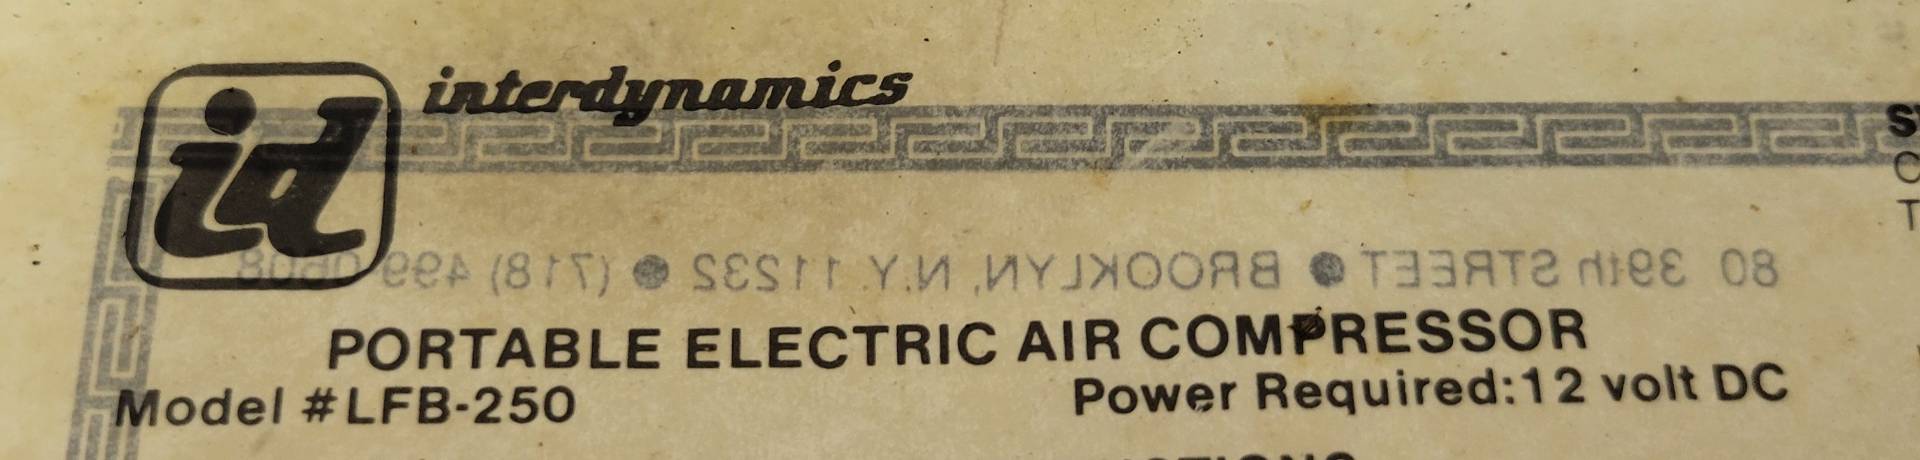 id
interdynamics
80 39th STREET ● BROOKLYN, N.Y. 11232 ● (718) 499 0608
PORTABLE ELECTRIC AIR COMPRESSOR
Model #LFB-250
Power Required:12 volt DC